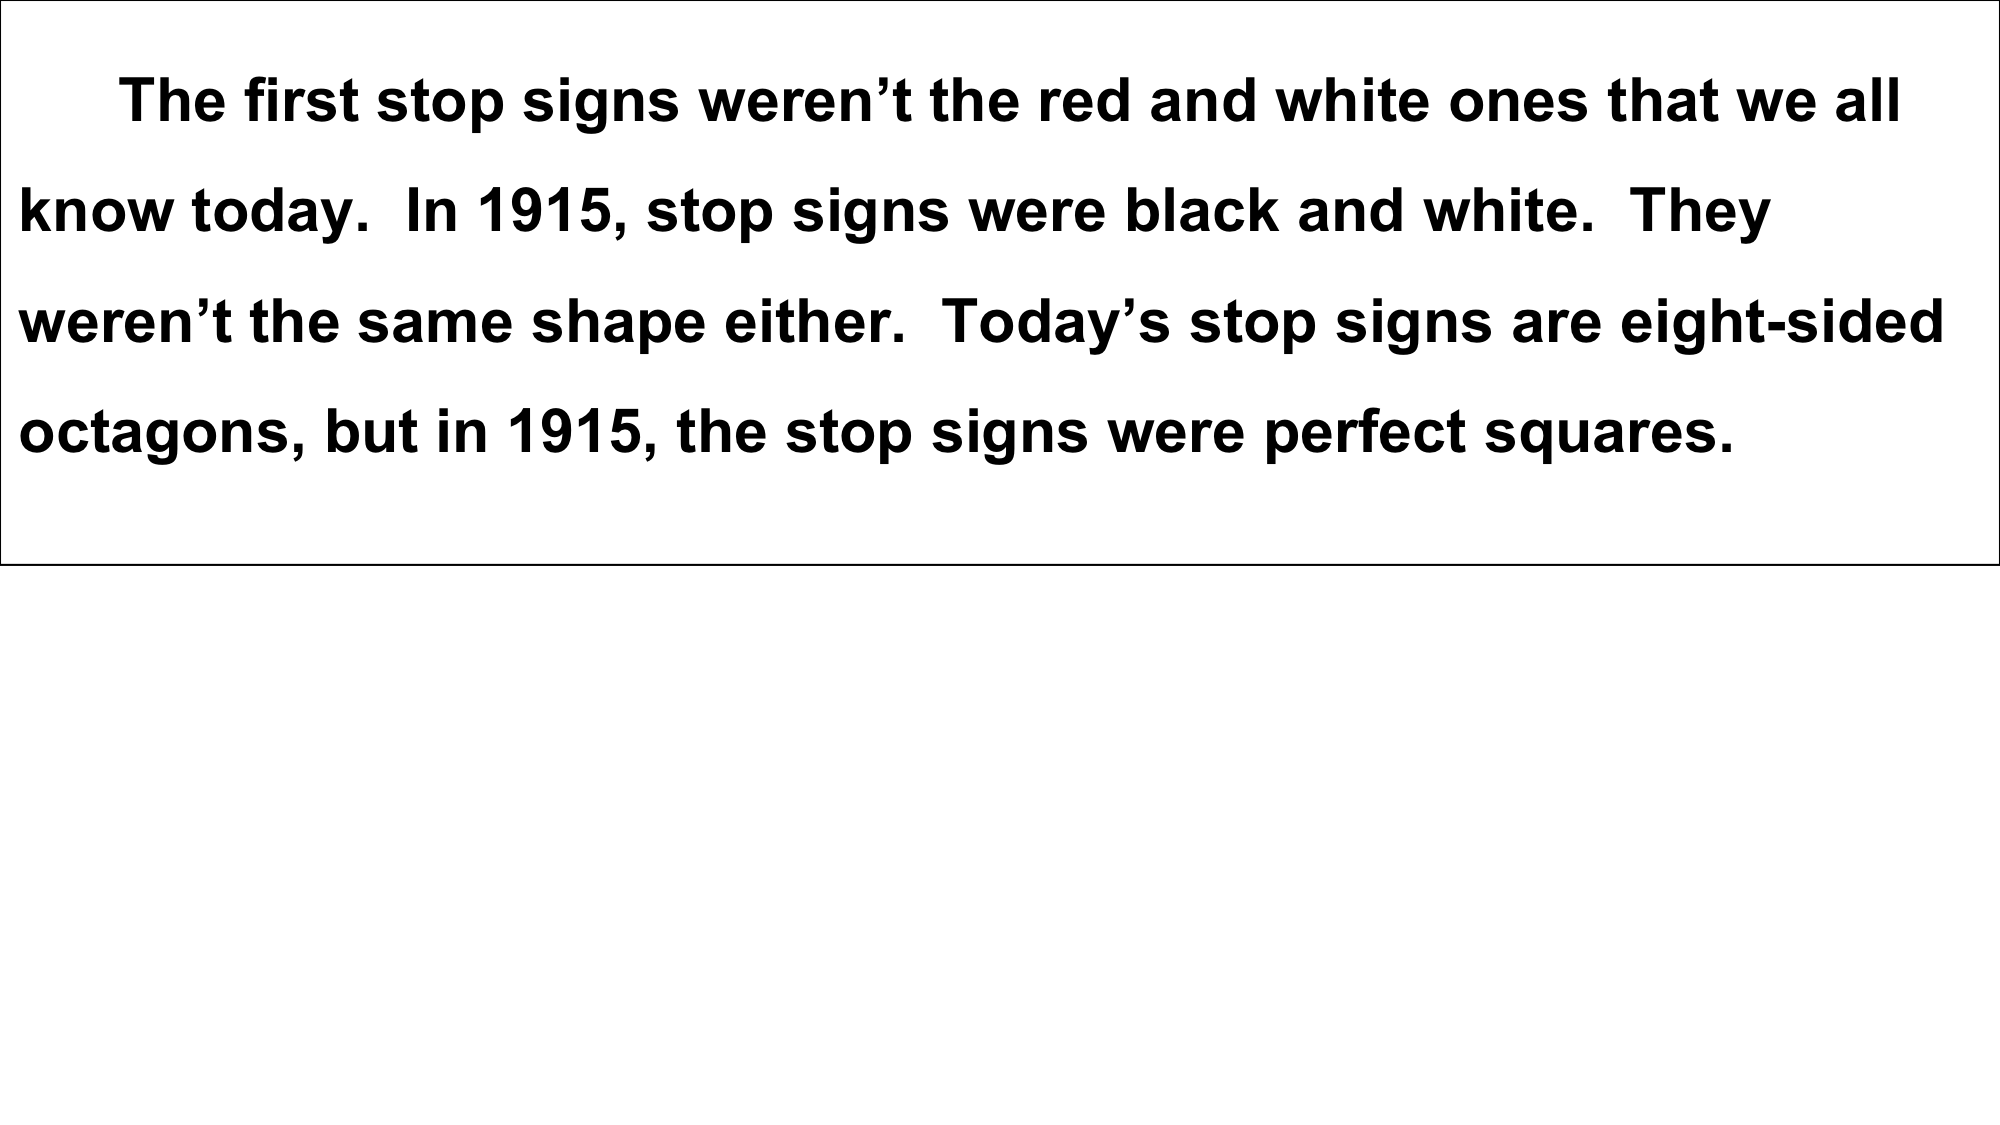 The first stop signs weren’t the red and white ones that we all
know today.  In 1915, stop signs were black and white.  They
weren’t the same shape either.  Today’s stop signs are eight-sided
octagons, but in 1915, the stop signs were perfect squares.